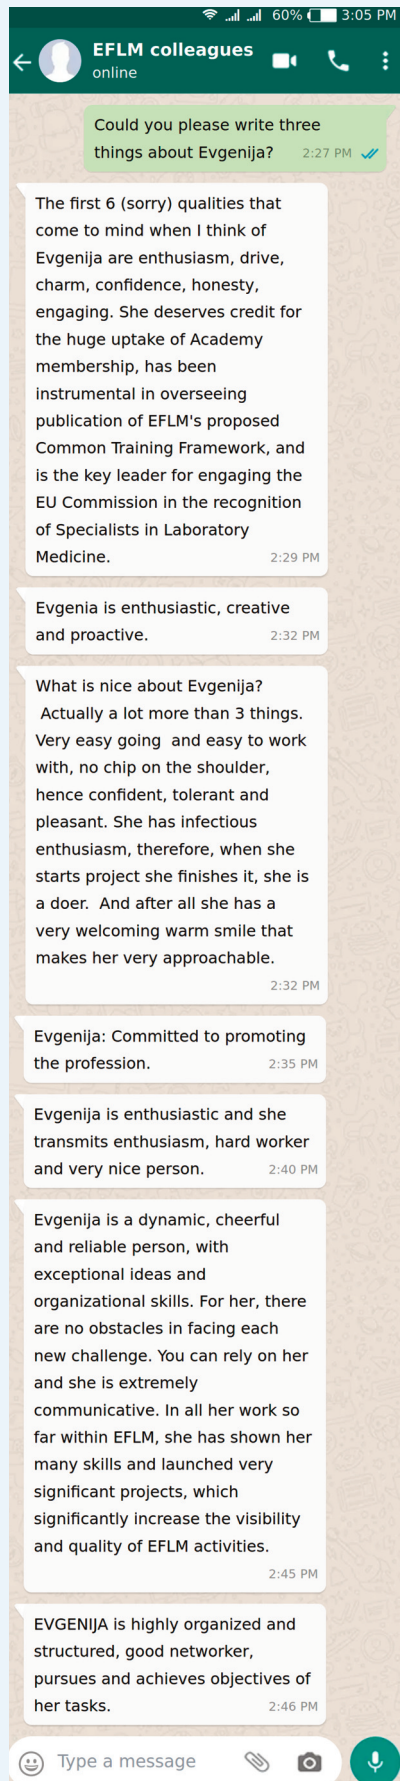 60% 3:05 PM
EFLM colleagues
online
Could you please write three
things about Evgenija? 2:27 PM
The first 6 (sorry) qualities that
come to mind when I think of
Evgenija are enthusiasm, drive,
charm, confidence, honesty,
engaging. She deserves credit for
the huge uptake of Academy
membership, has been
instrumental in overseeing
publication of EFLM's proposed
Common Training Framework, and
is the key leader for engaging the
EU Commission in the recognition
of Specialists in Laboratory
Medicine. 2:29 PM
Evgenia is enthusiastic, creative
and proactive. 2:32 PM
What is nice about Evgenija?
Actually a lot more than 3 things.
Very easy going and easy to work
with, no chip on the shoulder,
hence confident, tolerant and
pleasant. She has infectious
enthusiasm, therefore, when she
starts project she finishes it, she is
a doer. And after all she has a
very welcoming warm smile that
makes her very approachable.
2:32 PM
Evgenija: Committed to promoting
the profession. 2:35 PM
Evgenija is enthusiastic and she
transmits enthusiasm, hard worker
and very nice person. 2:40 PM
Evgenija is a dynamic, cheerful
and reliable person, with
exceptional ideas and
organizational skills. For her, there
are no obstacles in facing each
new challenge. You can rely on her
and she is extremely
communicative. In all her work so
far within EFLM, she has shown her
many skills and launched very
significant projects, which
significantly increase the visibility
and quality of EFLM activities.
2:45 PM
EVGENIJA is highly organized and
structured, good networker,
pursues and achieves objectives of
her tasks. 2:46 PM
Type a message